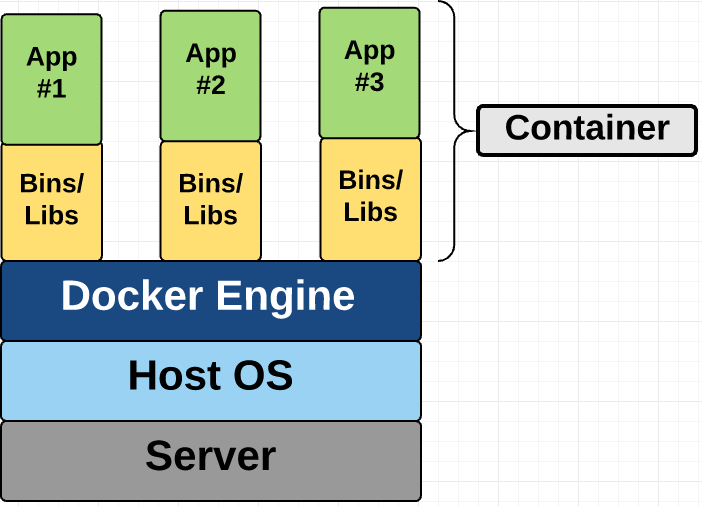 App
#1
App
#2
App
#3
Container
Bins/
Libs
Bins/
Libs
Bins/
Libs
Docker Engine
Host OS
Server